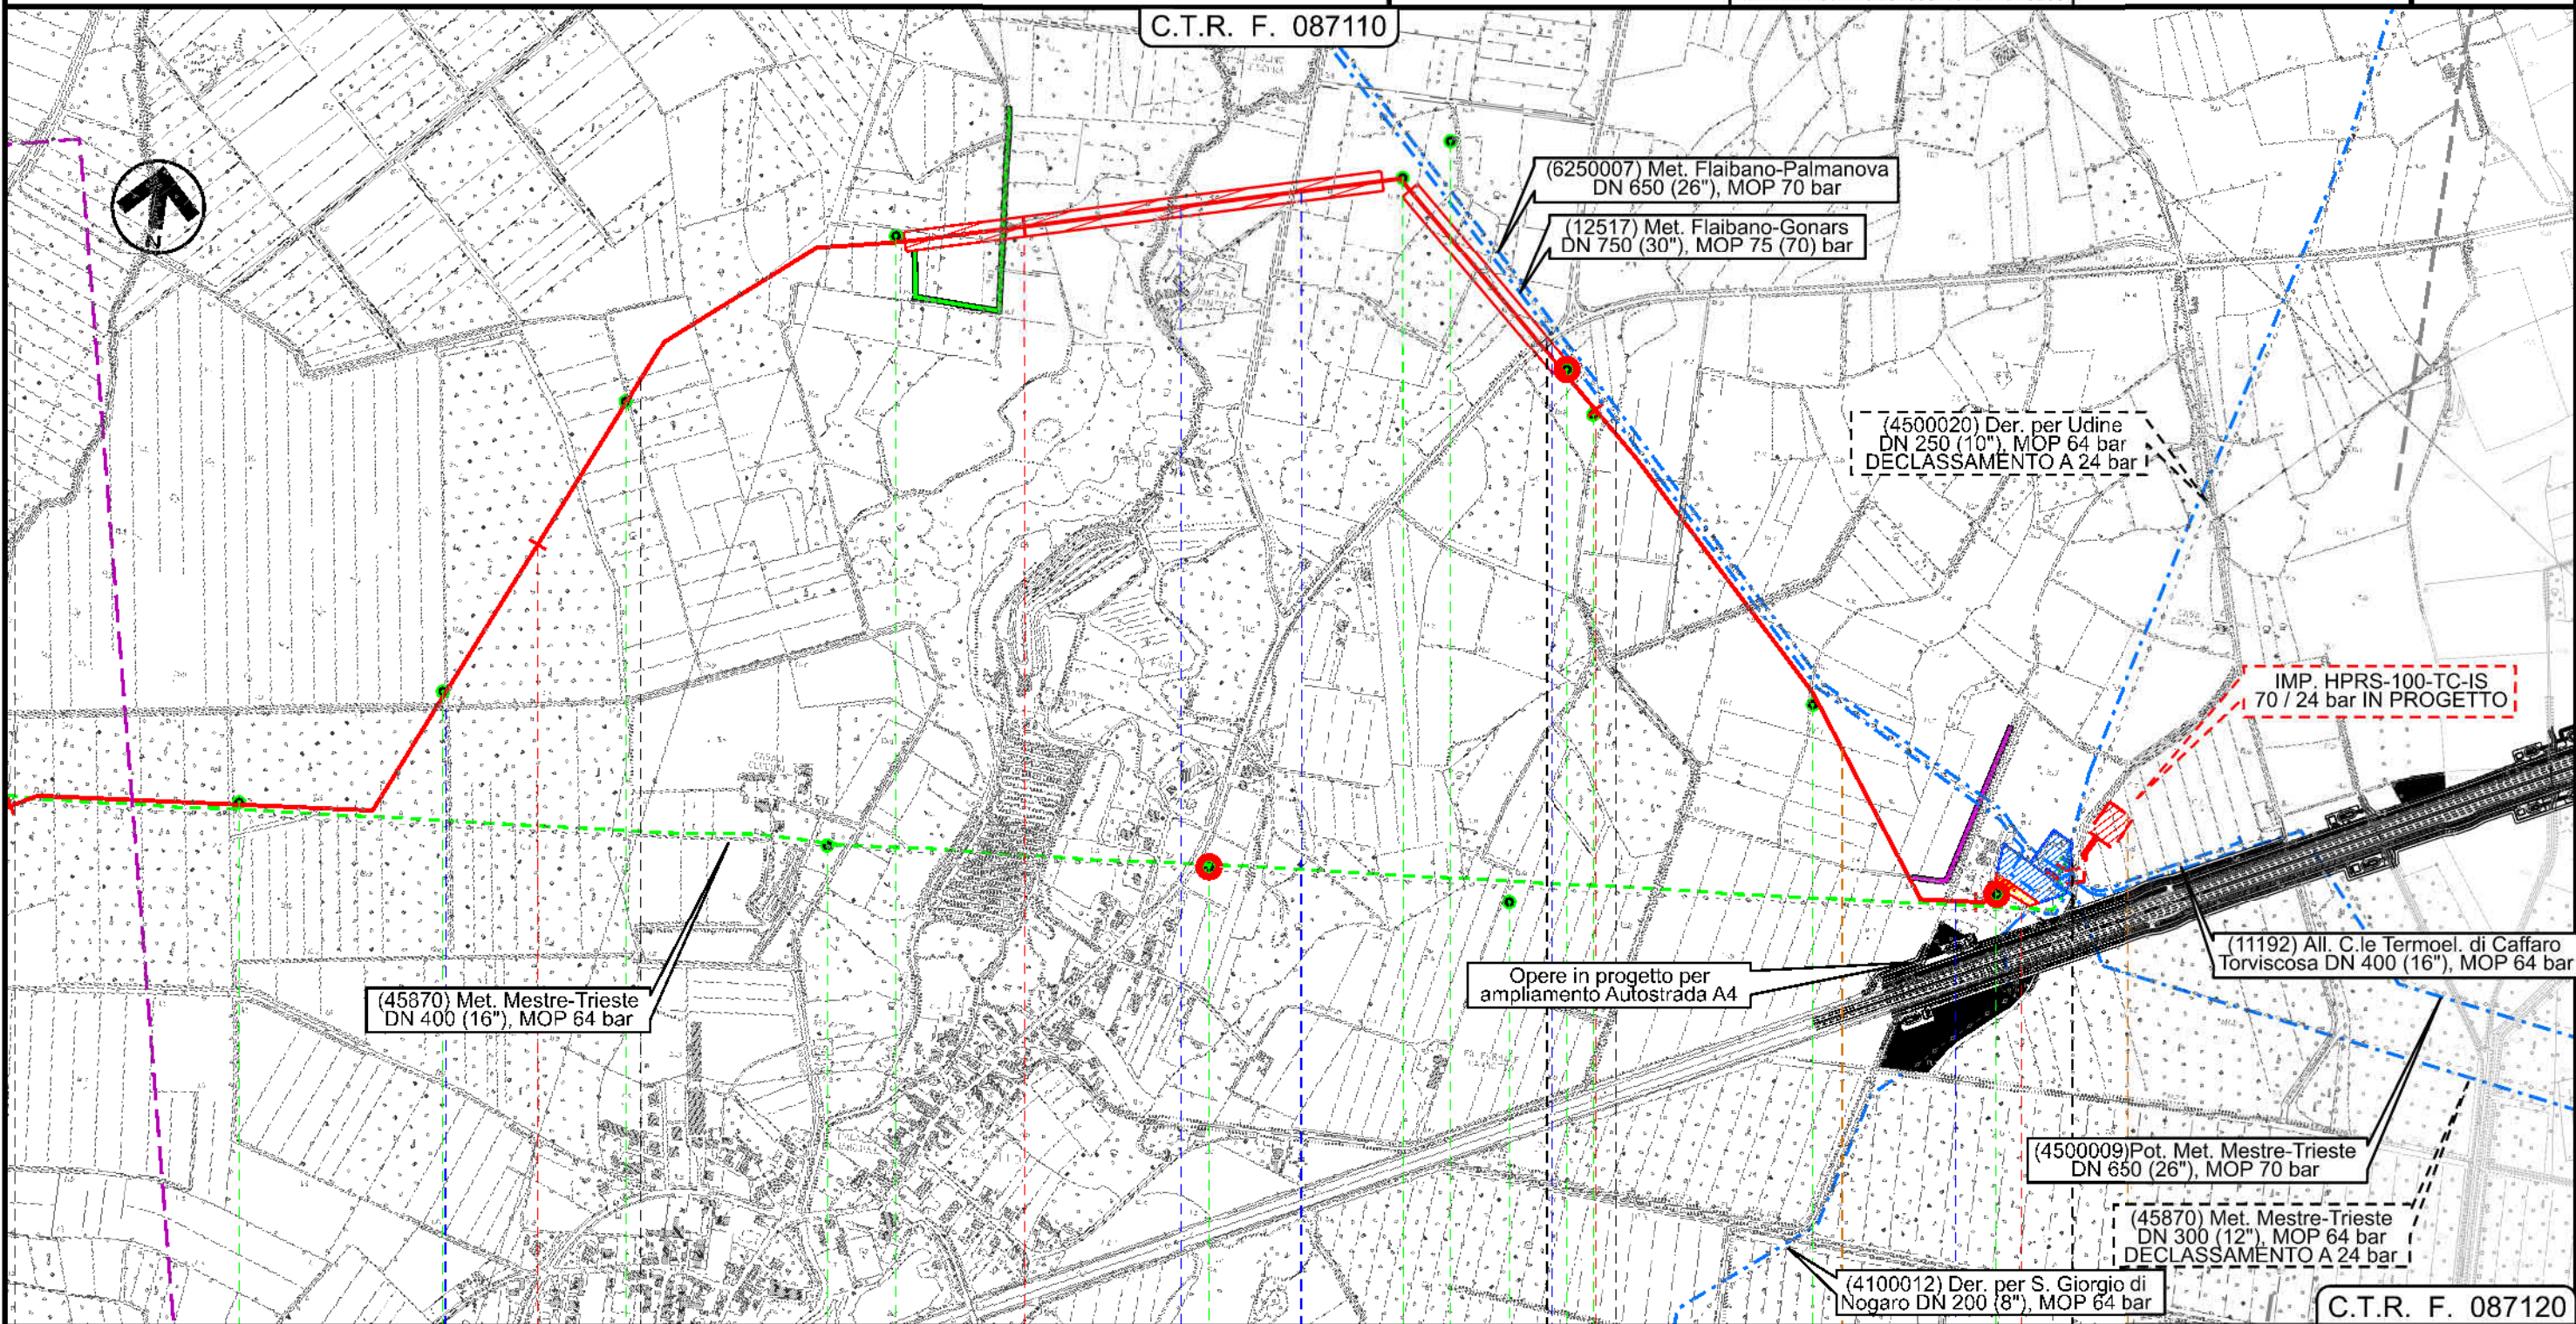 C.T.R. F. 087110
(6250007) Met. Flaibano-Palmanova
DN 650 (26"), MOP 70 bar
(12517) Met. Flaibano-Gonars
DN 750 (30"), MOP 75 (70) bar
N
(4500020) Der. per Udine
DN 250 (10"), MOP 64 bar
DECLASSAMENTO A 24 bar
IMP. HPRS-100-TC-IS
70 / 24 bar IN PROGETTO
(11192) All. C.le Termoel. di Caffaro
Torviscosa DN 400 (16"), MOP 64 bar
Opere in progetto per
ampliamento Autostrada A4
(45870) Met. Mestre-Trieste
DN 400 (16"), MOP 64 bar
(4500009)Pot. Met. Mestre-Trieste
DN 650 (26"), MOP 70 bar
(45870) Met. Mestre-Trieste
DN 300 (12"), MOP 64 bar
DECLASSAMENTO A 24 bar
(4100012) Der. per S. Giorgio di
Nogaro DN 200 (8"), MOP 64 bar
C.T.R. F. 087120